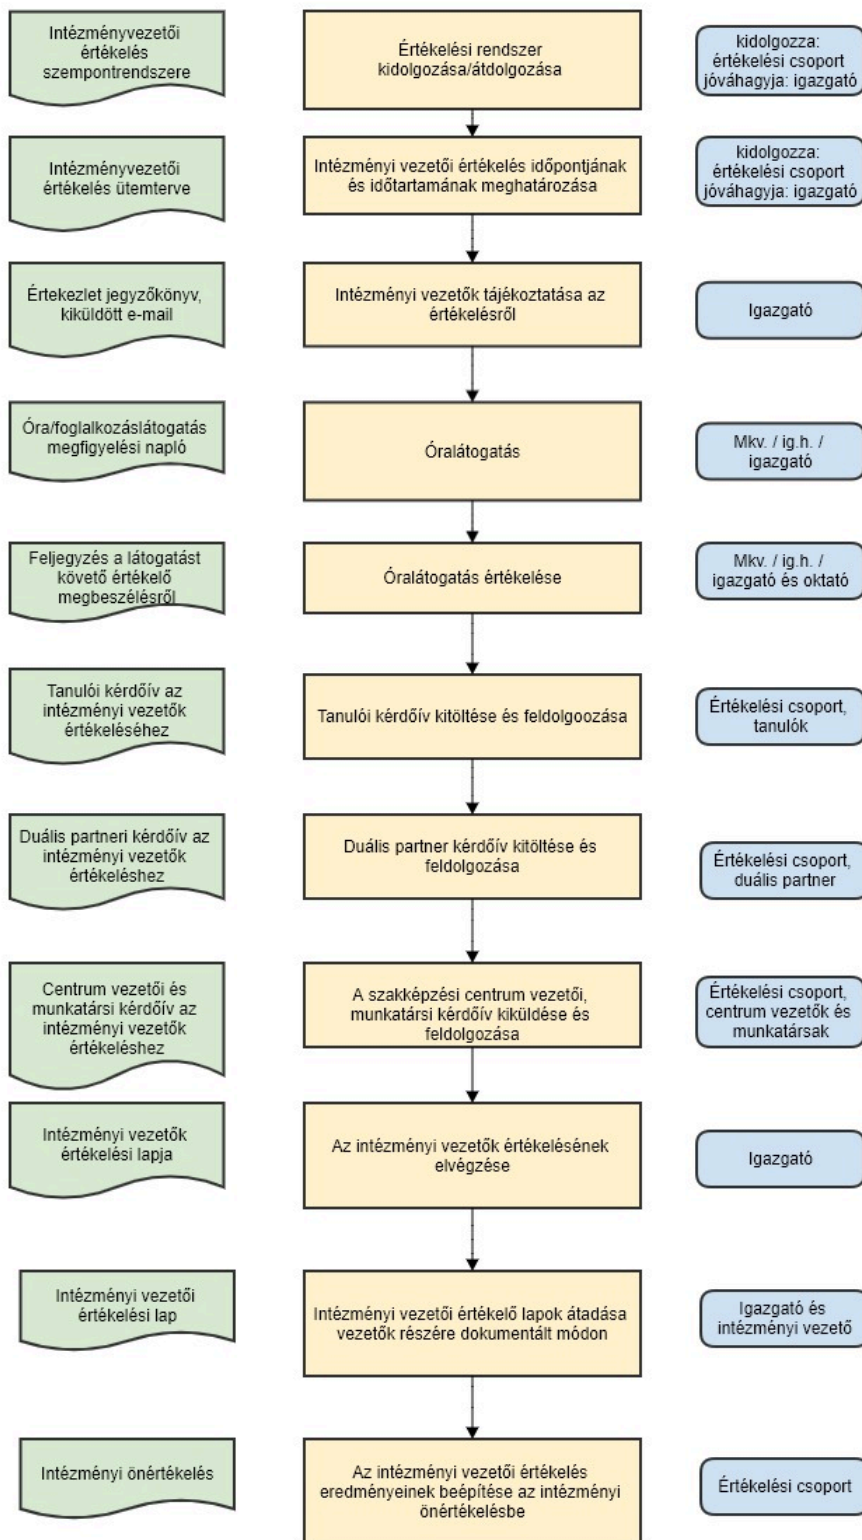 Intézményvezetői
értékelés
szempontrendszere
Értékelési rendszer
kidolgozása/átdolgozása
kidolgozza:
értékelési csoport
jóváhagyja: igazgató
Intézményvezetői
értékelés ütemterve
Intézményi vezetői értékelés időpontjának
és időtartamának meghatározása
kidolgozza:
értékelési csoport
jóváhagyja: igazgató
Értekezlet jegyzőkönyv,
kiküldött e-mail
Intézményi vezetők tájékoztatása az
értékelésről
Igazgató
Óra/foglalkozáslátogatás
megfigyelési napló
Óralátogatás
Mkv. / ig.h. /
igazgató
Feljegyzés a látogatást
követő értékelő
megbeszélésről
Óralátogatás értékelése
Mkv. / ig.h. /
igazgató és oktató
Tanulói kérdőív az
intézményi vezetők
értékeléséhez
Tanulói kérdőív kitöltése és feldolgoozása
Értékelési csoport,
tanulók
Duális partneri kérdőív az
intézményi vezetők
értékeléshez
Duális partner kérdőív kitöltése és
feldolgozása
Értékelési csoport,
duális partner
Centrum vezetői és
munkatársi kérdőív az
intézményi vezetők
értékeléshez
A szakképzési centrum vezetői,
munkatársi kérdőív kiküldése és
feldolgozása
Értékelési csoport,
centrum vezetők és
munkatársak
Intézményi vezetők
értékelési lapja
Az intézményi vezetők értékelésének
elvégzése
Igazgató
Intézményi vezetői
értékelési lap
Intézményi vezetői értékelő lapok átadása
vezetők részére dokumentált módon
Igazgató és
intézményi vezető
Intézményi önértékelés
Az intézményi vezetői értékelés
eredményeinek beépítése az intézményi
önértékelésbe
Értékelési csoport